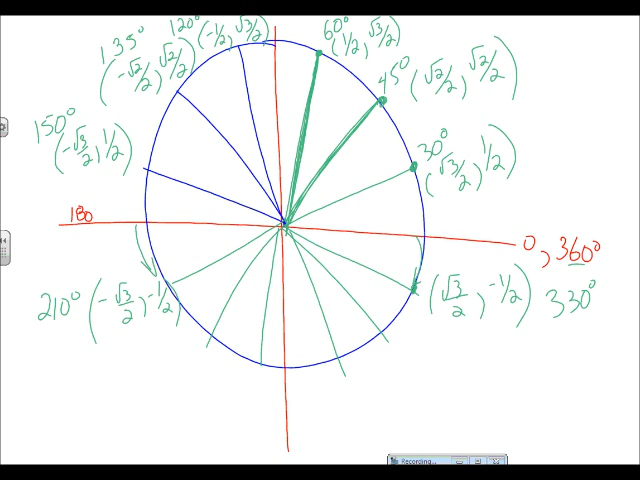 120° (-1/2, √3/2)
60°
(1/2, √3/2)
135°
(-√2/2, √2/2)
45° (√2/2, √2/2)
150°
(-√3/2, 1/2)
30°
(√3/2, 1/2)
180
0, 360°
210° (-√3/2, -1/2)
(√3/2, -1/2) 330°
Recording...